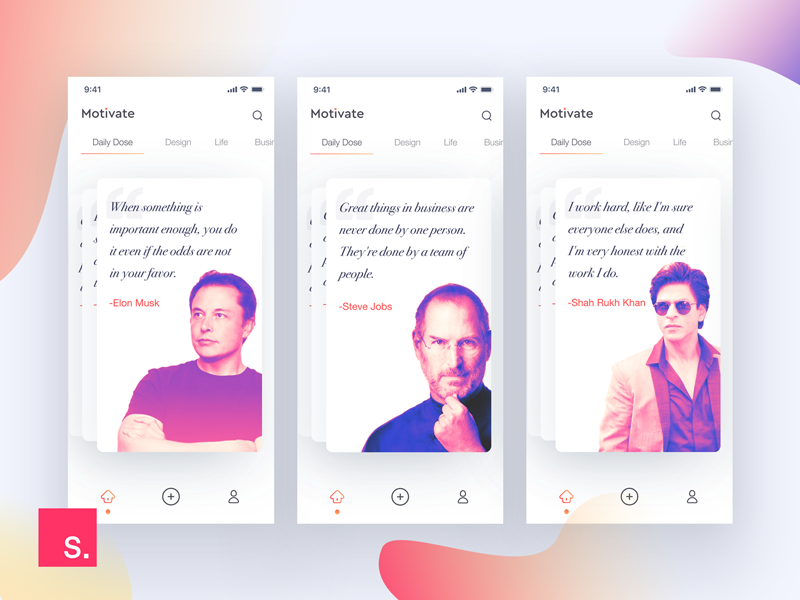 9:41
Motivate
Daily Dose Design Life Busin
When something is
important enough, you do
it even if the odds are not
in your favor.
-Elon Musk
9:41
Motivate
Daily Dose Design Life Busin
Great things in business are
never done by one person.
They're done by a team of
people.
-Steve Jobs
9:41
Motivate
Daily Dose Design Life Busin
I work hard, like I'm sure
everyone else does, and
I'm very honest with the
work I do.
-Shah Rukh Khan
s.